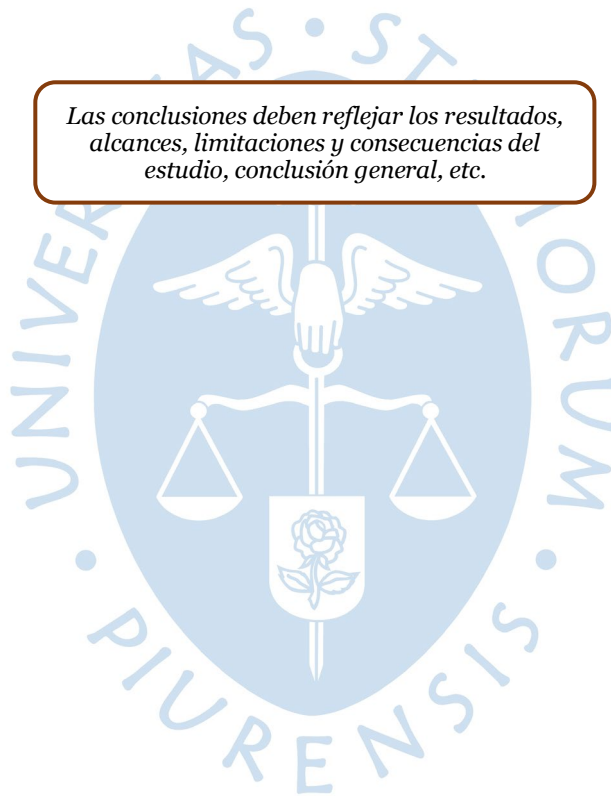 UNIVERSITAS • STUDIORUM • PIURENSIS •
Las conclusiones deben reflejar los resultados,
alcances, limitaciones y consecuencias del
estudio, conclusión general, etc.